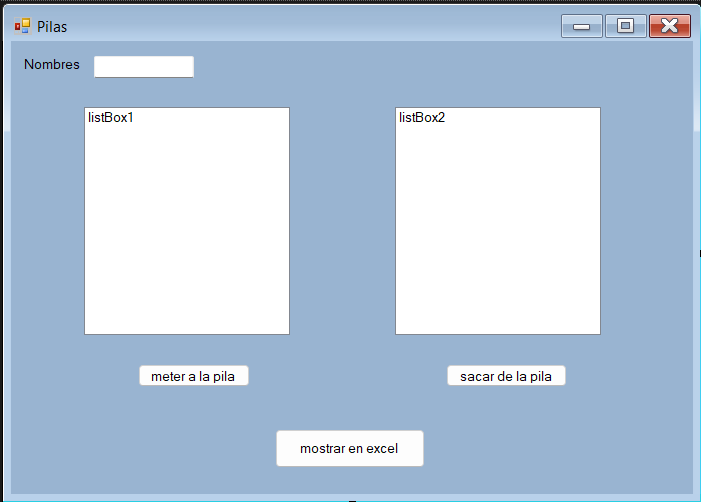 Pilas
Nombres
listBox1
listBox2
meter a la pila
sacar de la pila
mostrar en excel